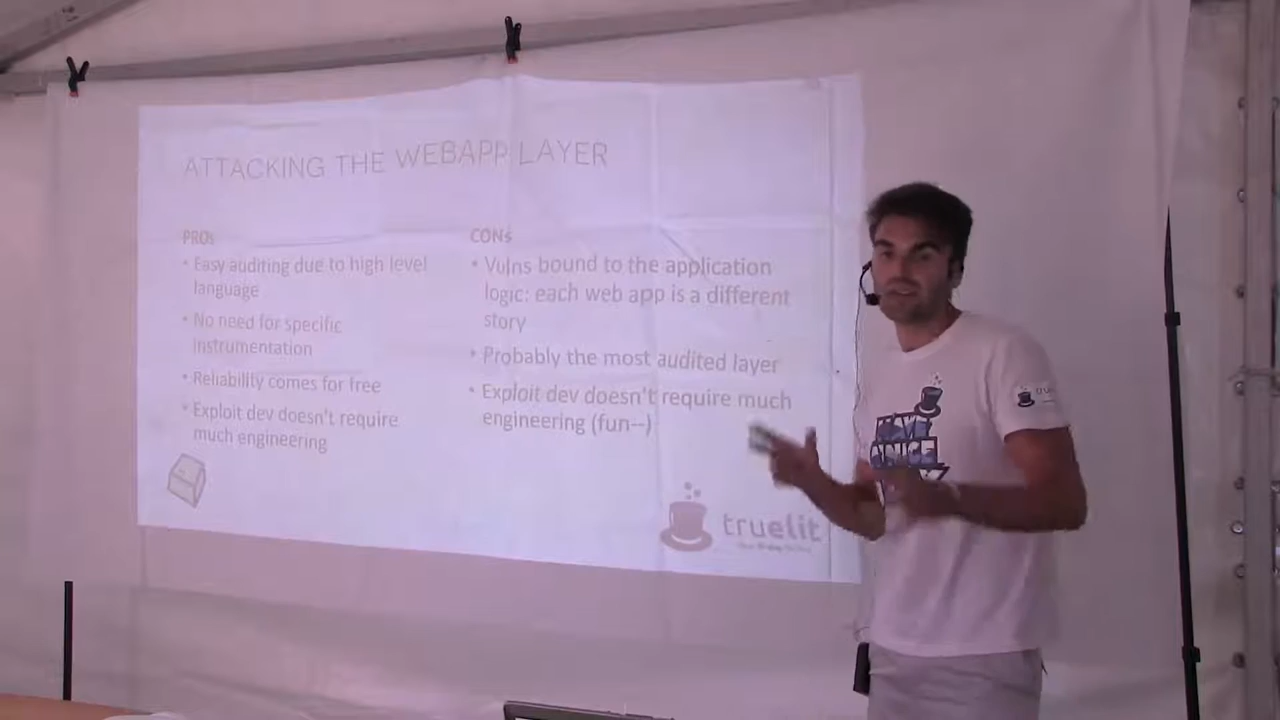 ATTACKING THE WEBAPP LAYER
PROs
• Easy auditing due to high level
language
• No need for specific
instrumentation
• Reliability comes for free
• Exploit dev doesn't require
much engineering
CONs
• Vulns bound to the application
logic: each web app is a different
story
• Probably the most audited layer
• Exploit dev doesn't require much
engineering (fun--)
truelit